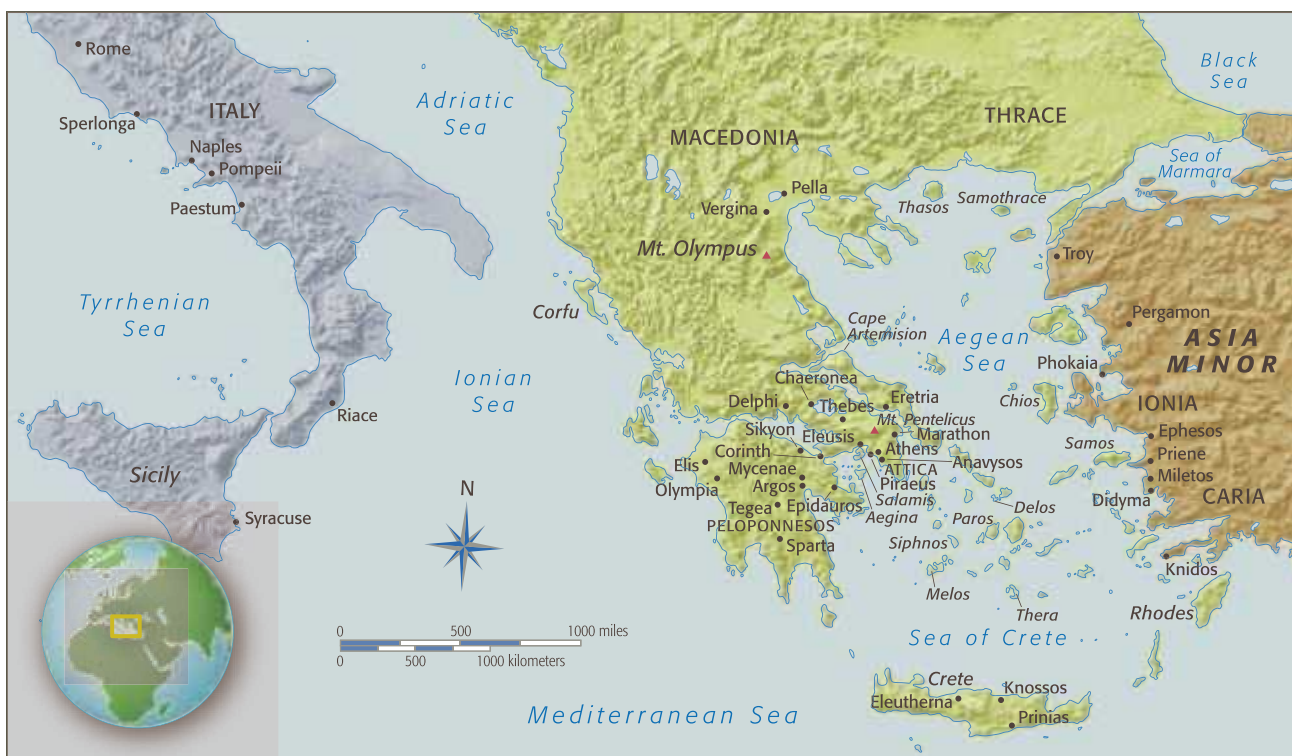 Rome
ITALY
Sperlonga
Naples
Pompeii
Paestum
Adriatic
Sea
Tyrrhenian
Sea
Ionian
Sea
Riace
Sicily
Syracuse
Corfu
MACEDONIA
THRACE
Black
Sea
Sea of
Marmara
Pella
Vergina
Mt. Olympus
Thasos
Samothrace
Troy
Pergamon
ASIA
MINOR
Phokaia
IONIA
Chios
Samos
Ephesos
Priene
Miletos
Didyma
CARIA
Knidos
Rhodes
Aegean
Sea
Cape
Artemision
Chaeronea
Delphi
Thebes
Eretria
Mt. Pentelicus
Marathon
Sikyon
Eleusis
Athens
Corinth
ATTICA
Anavysos
Elis
Mycenae
Piraeus
Olympia
Argos
Salamis
Tegea
Epidauros
Aegina
PELOPONNESOS
Sparta
Delos
Paros
Siphnos
Melos
Thera
Sea of Crete
Crete
Knossos
Eleutherna
Prinias
Mediterranean Sea
N
0 500 1000 miles
0 500 1000 kilometers